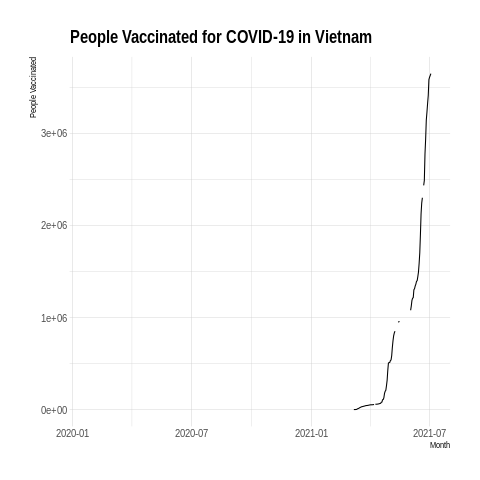 People Vaccinated for COVID-19 in Vietnam
People Vaccinated
3e+06
2e+06
1e+06
0e+00
2020-01
2020-07
2021-01
2021-07
Month